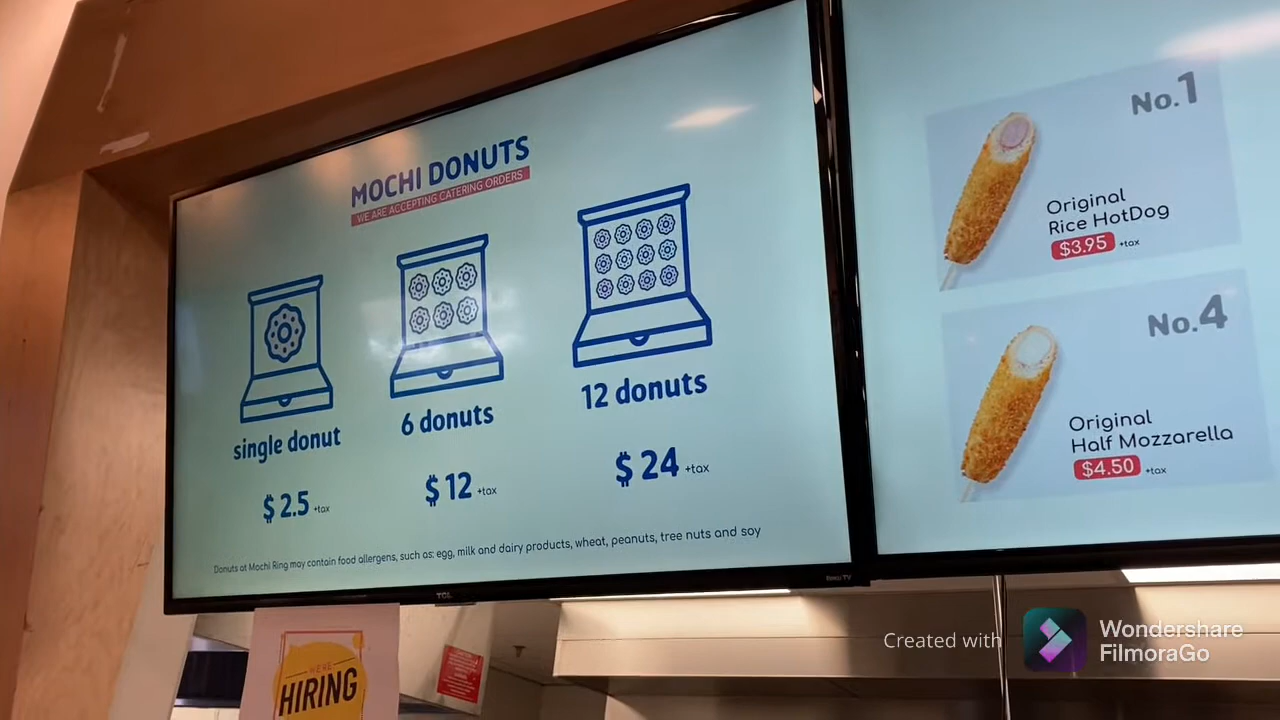 MOCHI DONUTS
WE ARE ACCEPTING CATERING ORDERS
single donut
$ 2.5 +tax
6 donuts
$ 12 +tax
12 donuts
$ 24 +tax
Donuts at Mochi Ring may contain food allergens, such as: egg, milk and dairy products, wheat, peanuts, tree nuts and soy
TCL
Roku TV
No.1
Original
Rice HotDog
$3.95 +tax
No.4
Original
Half Mozzarella
$4.50 +tax
WE'RE
HIRING
Created with
Wondershare
FilmoraGo